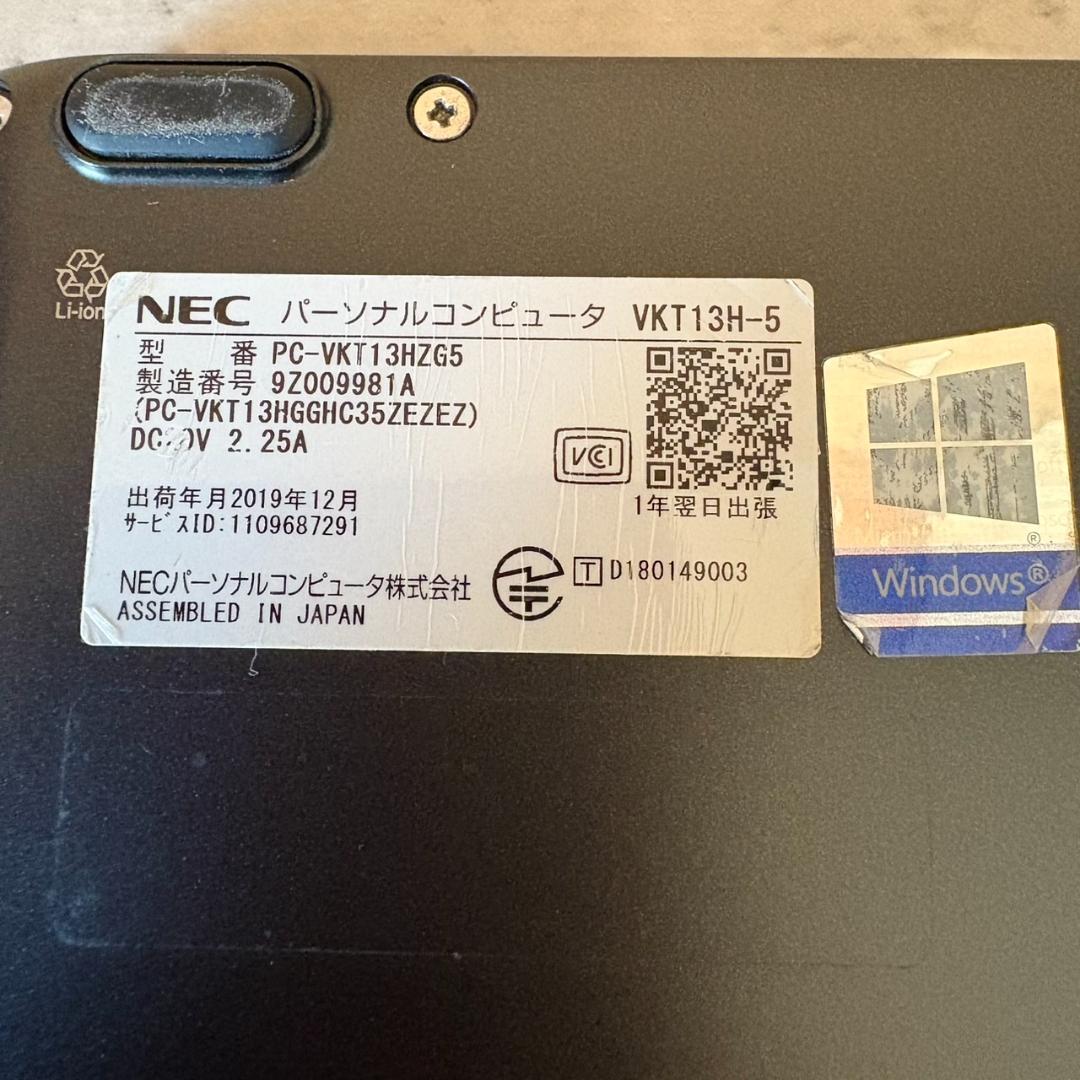 Li-ion
NEC パーソナルコンピュータ VKT13H-5
型 番 PC-VKT13HZG5
製造番号 9Z009981A
(PC-VKT13HGGHC35ZEZEZ)
2.25A
VCI
1年翌日出張
出荷年月2019年12月
サービスID:1109687291
T D180149003
NECパーソナルコンピュータ株式会社
ASSEMBLED IN JAPAN
Windows®